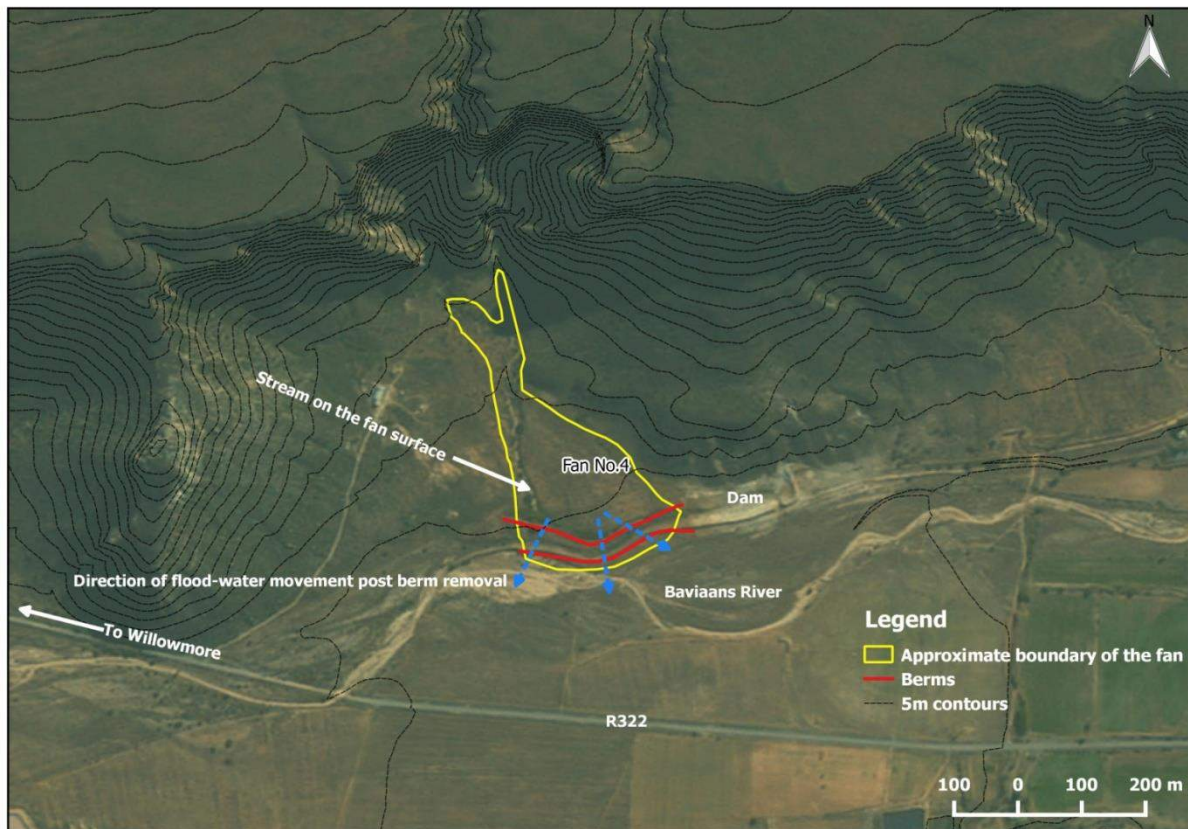 N
Stream on the fan surface
Fan No.4
Dam
Direction of flood-water movement post berm removal
Baviaans River
To Willowmore
R322
Legend
Approximate boundary of the fan
Berms
5m contours
100 0 100 200 m